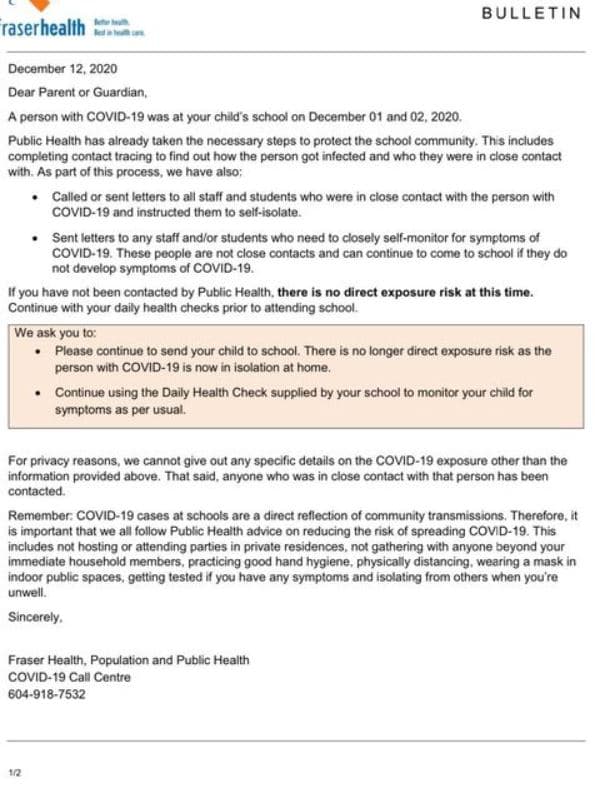 BULLETIN
fraserhealth
Better health.
Best in health care.
December 12, 2020
Dear Parent or Guardian,
A person with COVID-19 was at your child's school on December 01 and 02, 2020.
Public Health has already taken the necessary steps to protect the school community. This includes
completing contact tracing to find out how the person got infected and who they were in close contact
with. As part of this process, we have also:
• Called or sent letters to all staff and students who were in close contact with the person with
COVID-19 and instructed them to self-isolate.
• Sent letters to any staff and/or students who need to closely self-monitor for symptoms of
COVID-19. These people are not close contacts and can continue to come to school if they do
not develop symptoms of COVID-19.
If you have not been contacted by Public Health, there is no direct exposure risk at this time.
Continue with your daily health checks prior to attending school.
We ask you to:
• Please continue to send your child to school. There is no longer direct exposure risk as the
person with COVID-19 is now in isolation at home.
• Continue using the Daily Health Check supplied by your school to monitor your child for
symptoms as per usual.
For privacy reasons, we cannot give out any specific details on the COVID-19 exposure other than the
information provided above. That said, anyone who was in close contact with that person has been
contacted.
Remember: COVID-19 cases at schools are a direct reflection of community transmissions. Therefore, it
is important that we all follow Public Health advice on reducing the risk of spreading COVID-19. This
includes not hosting or attending parties in private residences, not gathering with anyone beyond your
immediate household members, practicing good hand hygiene, physically distancing, wearing a mask in
indoor public spaces, getting tested if you have any symptoms and isolating from others when you're
unwell.
Sincerely,
Fraser Health, Population and Public Health
COVID-19 Call Centre
604-918-7532
1/2